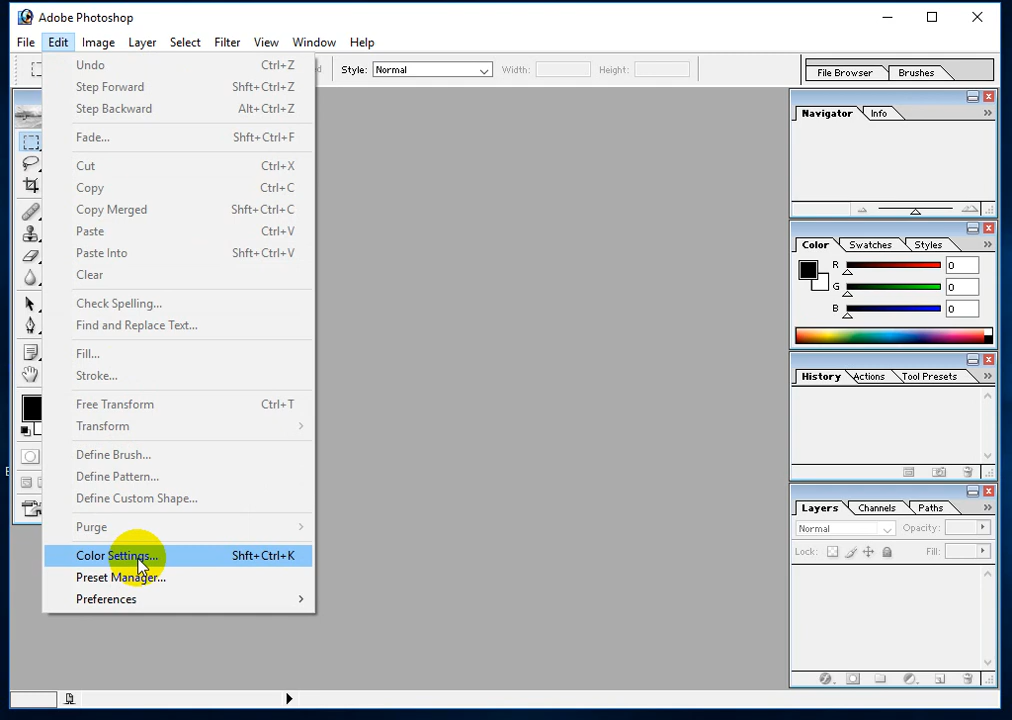 Adobe Photoshop
File Edit Image Layer Select Filter View Window Help
Style: Normal Width: Height: File Browser Brushes
Undo Ctrl+Z
Step Forward Shft+Ctrl+Z
Step Backward Alt+Ctrl+Z
Fade... Shft+Ctrl+F
Cut Ctrl+X
Copy Ctrl+C
Copy Merged Shft+Ctrl+C
Paste Ctrl+V
Paste Into Shft+Ctrl+V
Clear
Check Spelling...
Find and Replace Text...
Fill...
Stroke...
Free Transform Ctrl+T
Transform
Define Brush...
Define Pattern...
Define Custom Shape...
Purge
Color Settings... Shft+Ctrl+K
Preset Manager...
Preferences
Navigator Info
Color Swatches Styles
R 0
G 0
B 0
History Actions Tool Presets
Layers Channels Paths
Normal Opacity:
Lock: Fill: